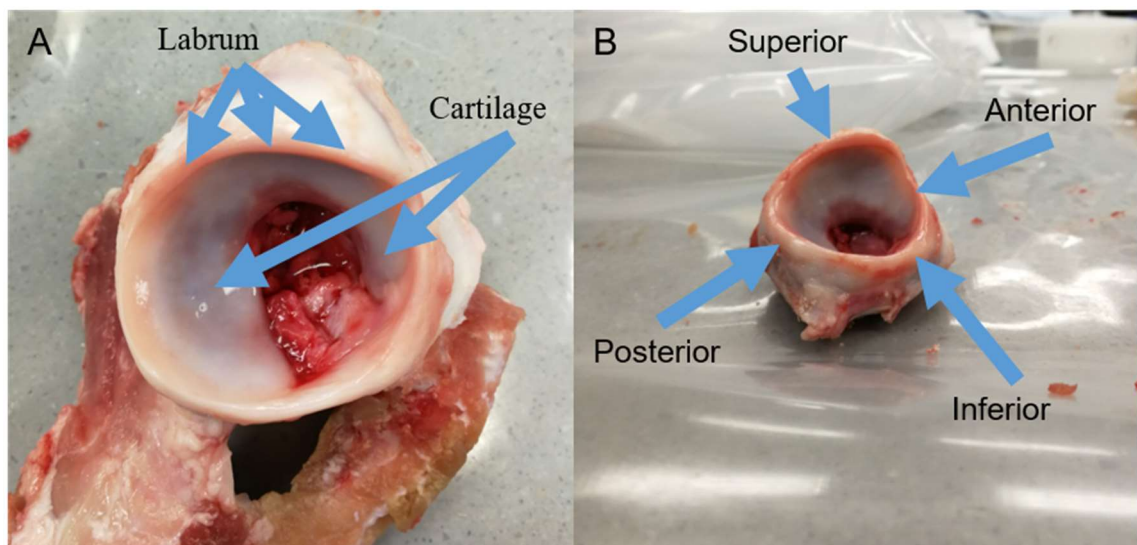 A
Labrum
Cartilage
B
Superior
Anterior
Posterior
Inferior